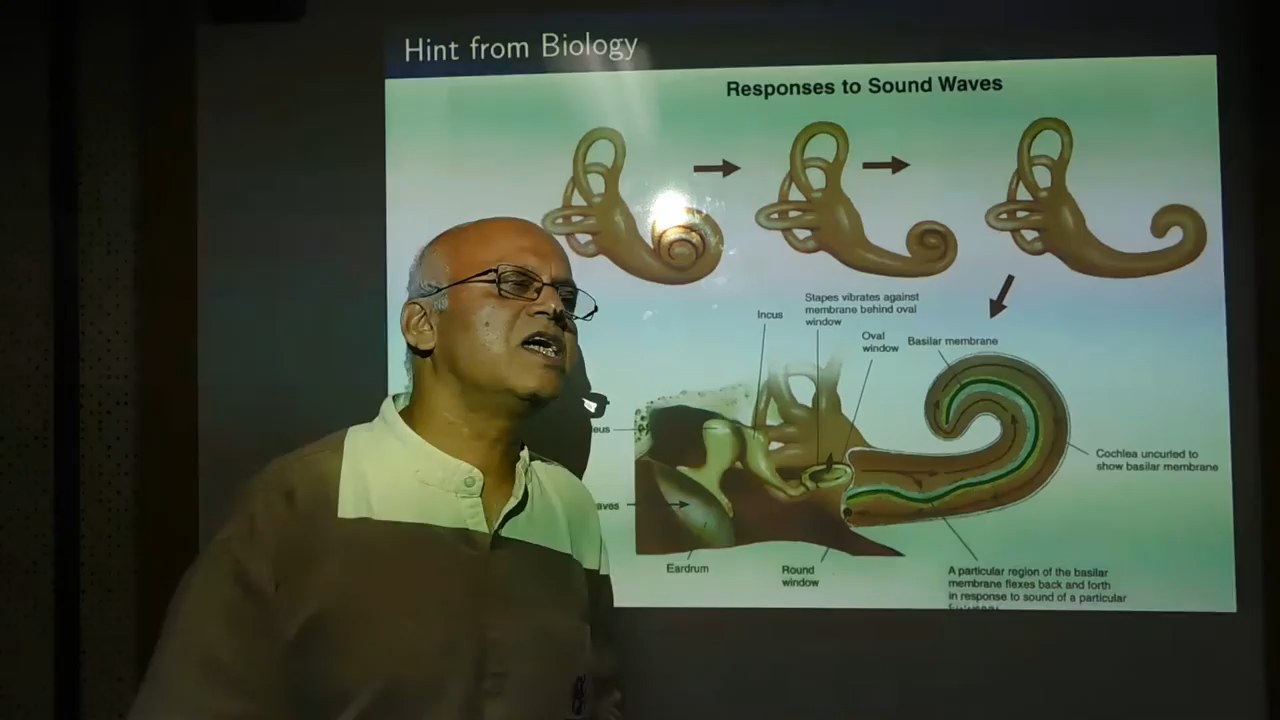 Hint from Biology
Responses to Sound Waves
Stapes vibrates against
membrane behind oval
window
Incus
Oval
window
Basilar membrane
eus
Cochlea uncurled to
show basilar membrane
aves
Eardrum
Round
window
A particular region of the basilar
membrane flexes back and forth
in response to sound of a particular